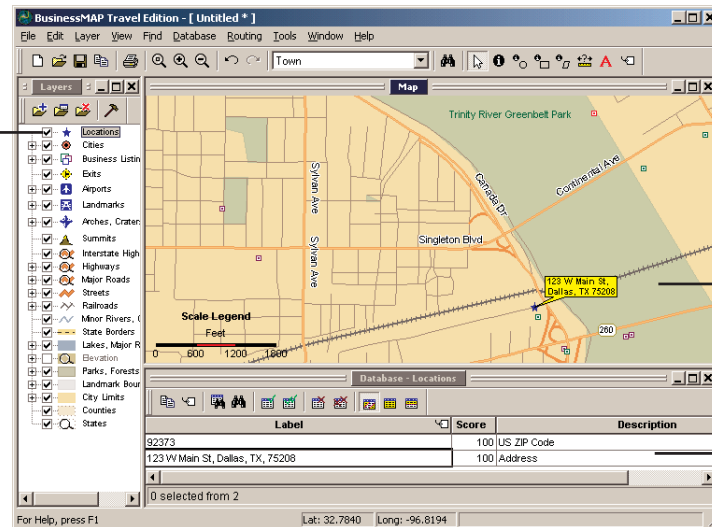 BusinessMAP Travel Edition - [ Untitled * ]
File Edit Layer View Find Database Routing Tools Window Help
Town
Layers
Locations
Cities
Business Listin
Exits
Airports
Landmarks
Arches, Crater
Summits
Interstate High
Highways
Major Roads
Streets
Railroads
Minor Rivers, (
State Borders
Lakes, Major R
Elevation
Parks, Forests
Landmark Bour
City Limits
Counties
States
Map
Trinity River Greenbelt Park
Sylvan Ave
Canada Dr
Continental Ave
Singleton Blvd
Sylvan Ave
123 W Main St,
Dallas, TX 75208
260
Scale Legend
Feet
0 600 1200 1800
Database - Locations
Label Score Description
92373 100 US ZIP Code
123 W Main St, Dallas, TX, 75208 100 Address
0 selected from 2
For Help, press F1 Lat: 32.7840 Long: -96.8194